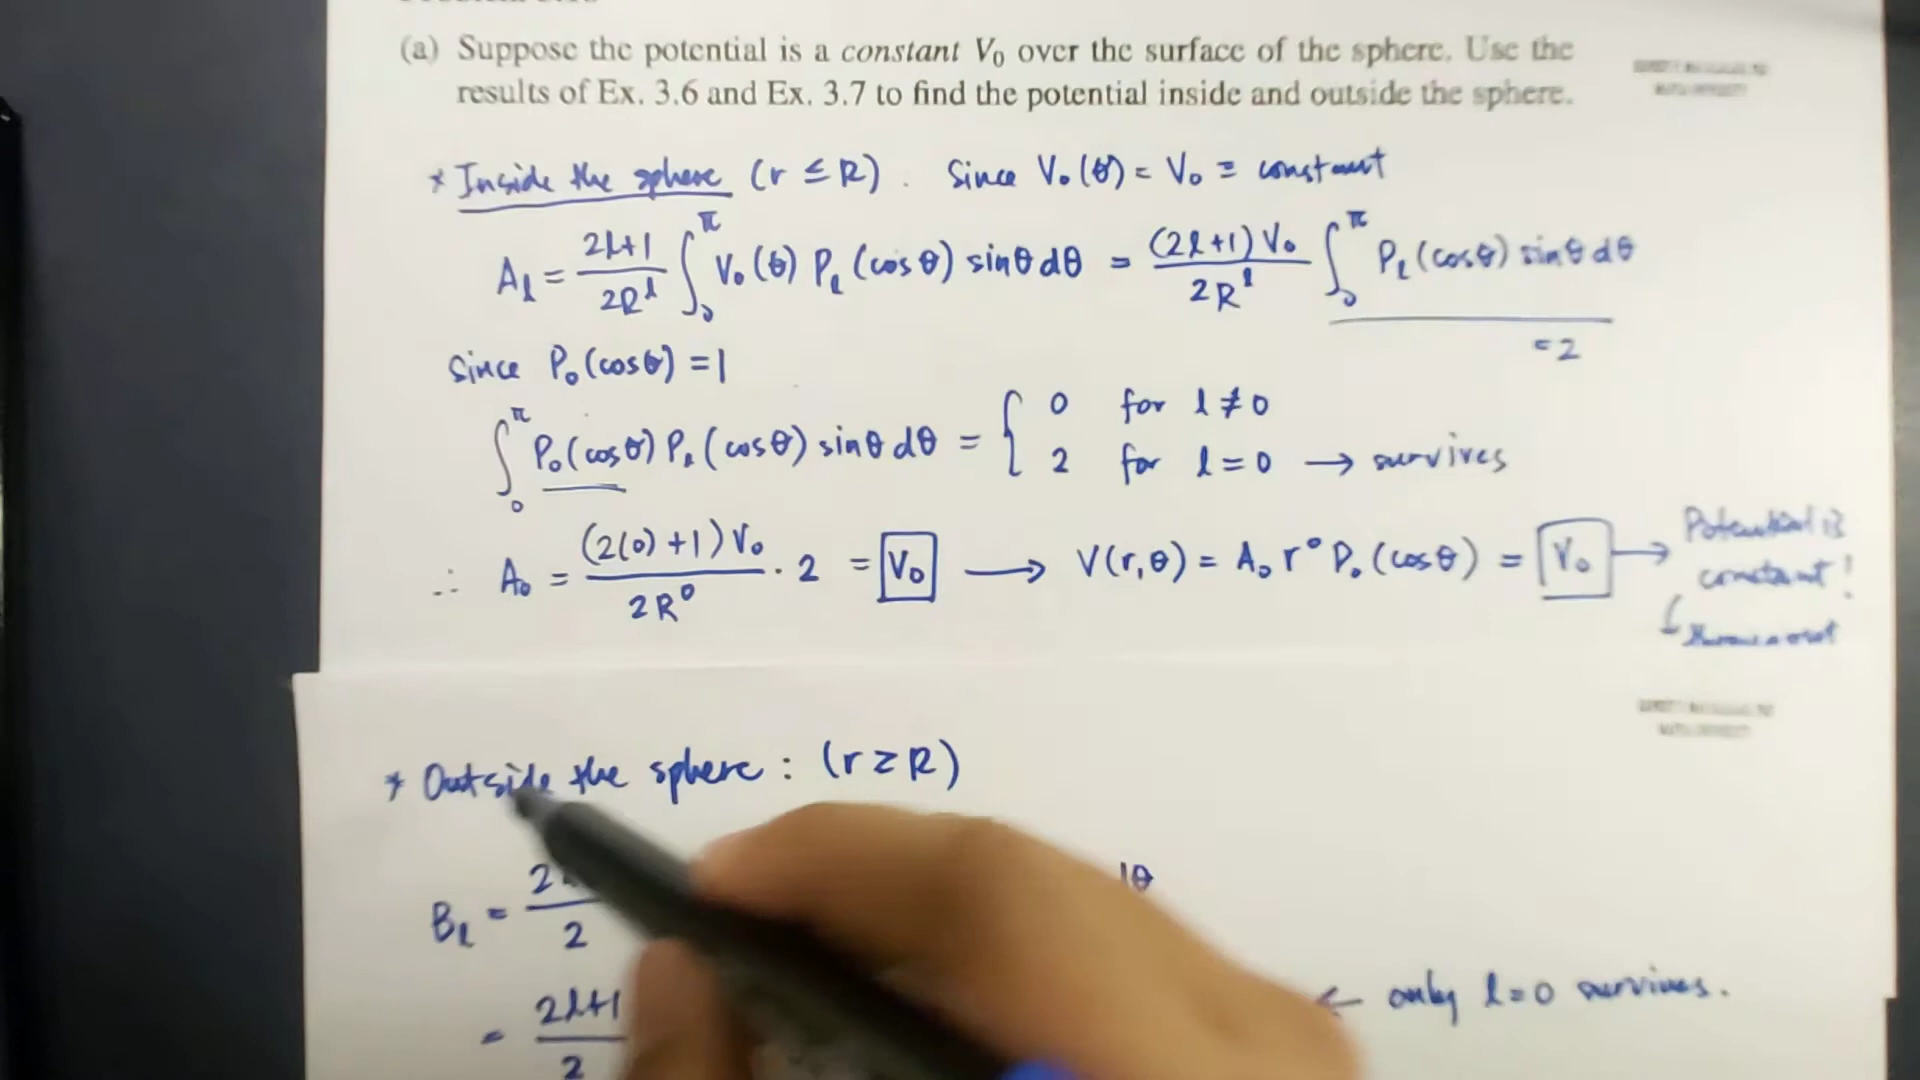 (a) Suppose the potential is a constant V₀ over the surface of the sphere. Use the
results of Ex. 3.6 and Ex. 3.7 to find the potential inside and outside the sphere.
* Inside the sphere (r ≤ R). Since V₀(θ) = V₀ = constant
A_l = (2l+1)/(2R^l) ∫₀^π V₀(θ) P_l(cosθ) sinθ dθ = ((2l+1)V₀)/(2R^l) ∫₀^π P_l(cosθ) sinθ dθ
= 2
Since P₀(cosθ) = 1
∫₀^π P₀(cosθ) P_l(cosθ) sinθ dθ = { 0 for l ≠ 0
2 for l = 0 → survives
∴ A₀ = ((2(0)+1)V₀)/(2R⁰) · 2 = V₀ → V(r,θ) = A₀ r⁰ P₀(cosθ) = V₀ → Potential is
constant!
* Outside the sphere : (r ≥ R)
B_l = 2 /2 dθ
= (2l+1)/2 ← only l=0 survives.